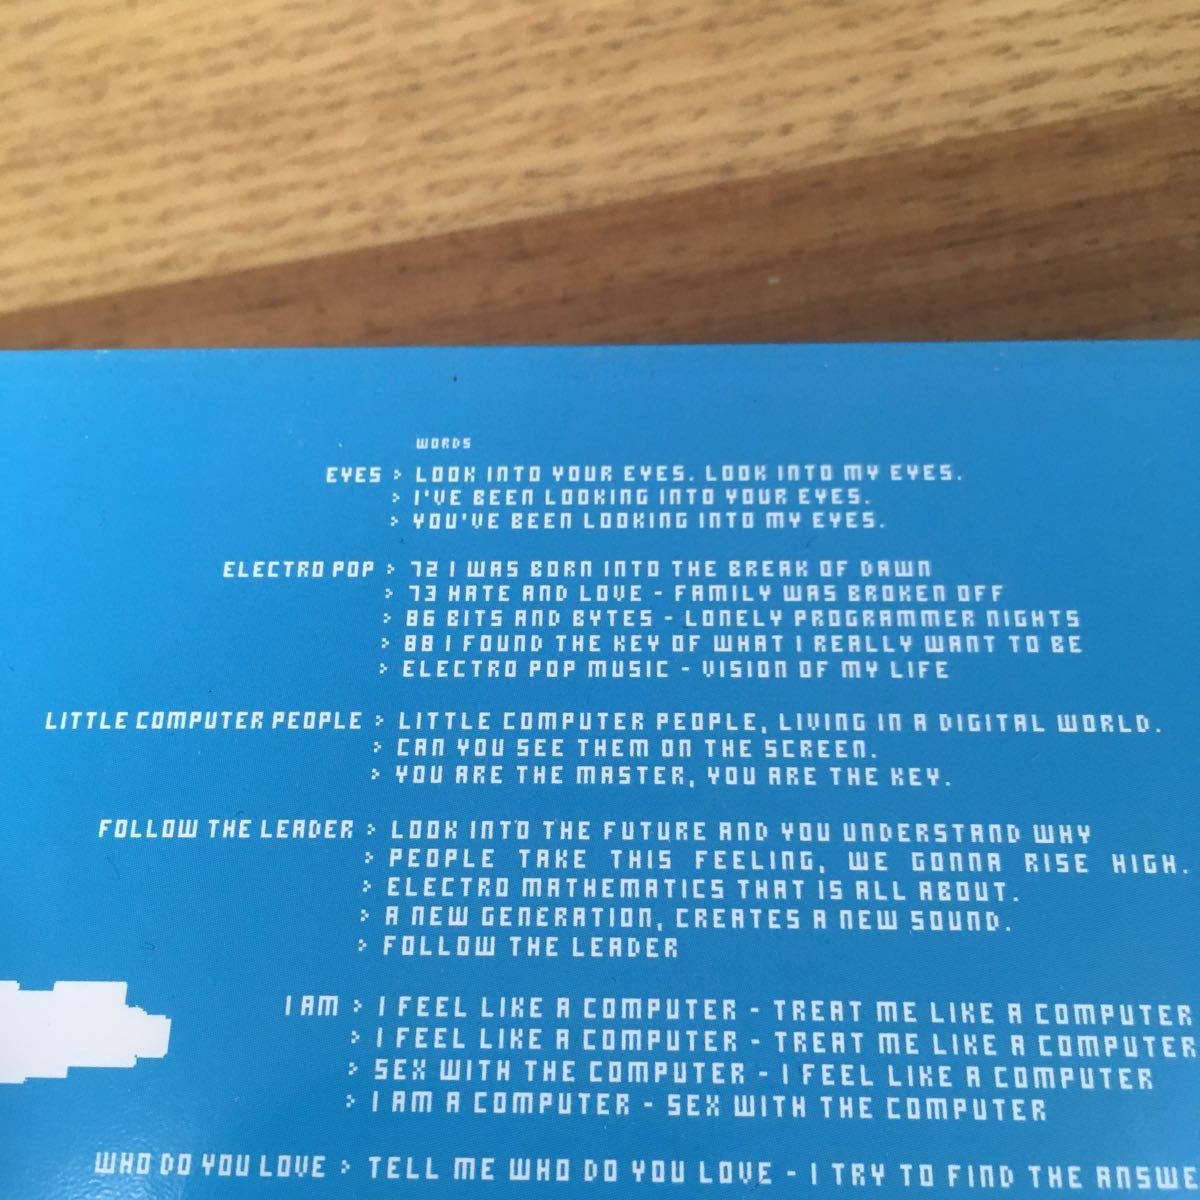 WORDS
EYES > LOOK INTO YOUR EYES. LOOK INTO MY EYES.
> I'VE BEEN LOOKING INTO YOUR EYES.
> YOU'VE BEEN LOOKING INTO MY EYES.
ELECTRO POP > 72 I WAS BORN INTO THE BREAK OF DAWN
> 73 HATE AND LOVE - FAMILY WAS BROKEN OFF
> 86 BITS AND BYTES - LONELY PROGRAMMER NIGHTS
> 88 I FOUND THE KEY OF WHAT I REALLY WANT TO BE
> ELECTRO POP MUSIC - VISION OF MY LIFE
LITTLE COMPUTER PEOPLE > LITTLE COMPUTER PEOPLE, LIVING IN A DIGITAL WORLD.
> CAN YOU SEE THEM ON THE SCREEN.
> YOU ARE THE MASTER, YOU ARE THE KEY.
FOLLOW THE LEADER > LOOK INTO THE FUTURE AND YOU UNDERSTAND WHY
> PEOPLE TAKE THIS FEELING, WE GONNA RISE HIGH.
> ELECTRO MATHEMATICS THAT IS ALL ABOUT.
> A NEW GENERATION, CREATES A NEW SOUND.
> FOLLOW THE LEADER
I AM > I FEEL LIKE A COMPUTER - TREAT ME LIKE A COMPUTER
> I FEEL LIKE A COMPUTER - TREAT ME LIKE A COMPUTER
> SEX WITH THE COMPUTER - I FEEL LIKE A COMPUTER
> I AM A COMPUTER - SEX WITH THE COMPUTER
WHO DO YOU LOVE > TELL ME WHO DO YOU LOVE - I TRY TO FIND THE ANSWE